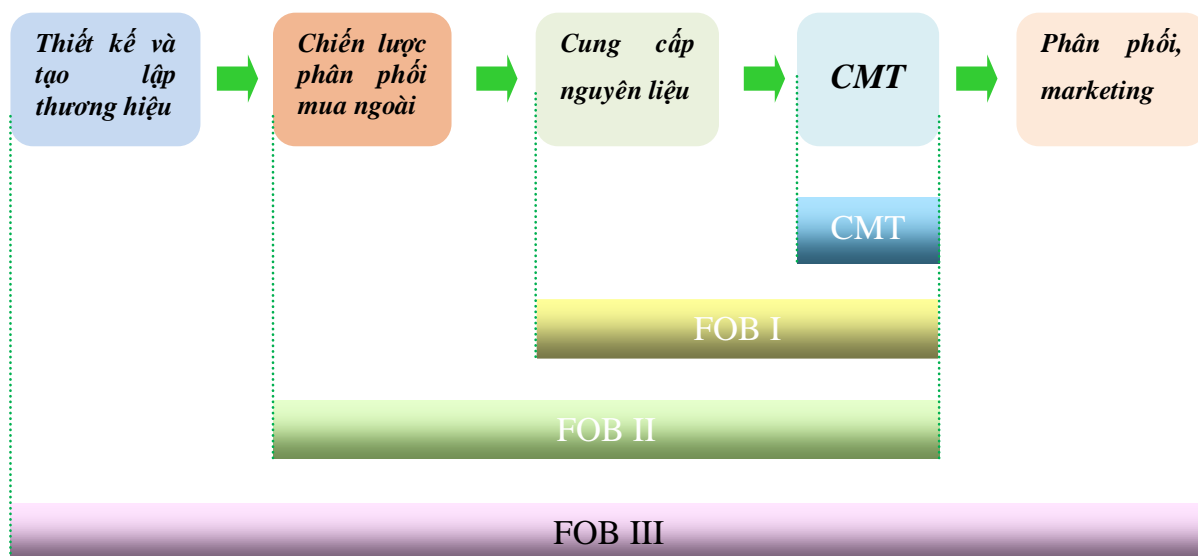 Thiết kế và
tạo lập
thương hiệu
Chiến lược
phân phối
mua ngoài
Cung cấp
nguyên liệu
CMT
Phân phối,
marketing
CMT
FOB I
FOB II
FOB III